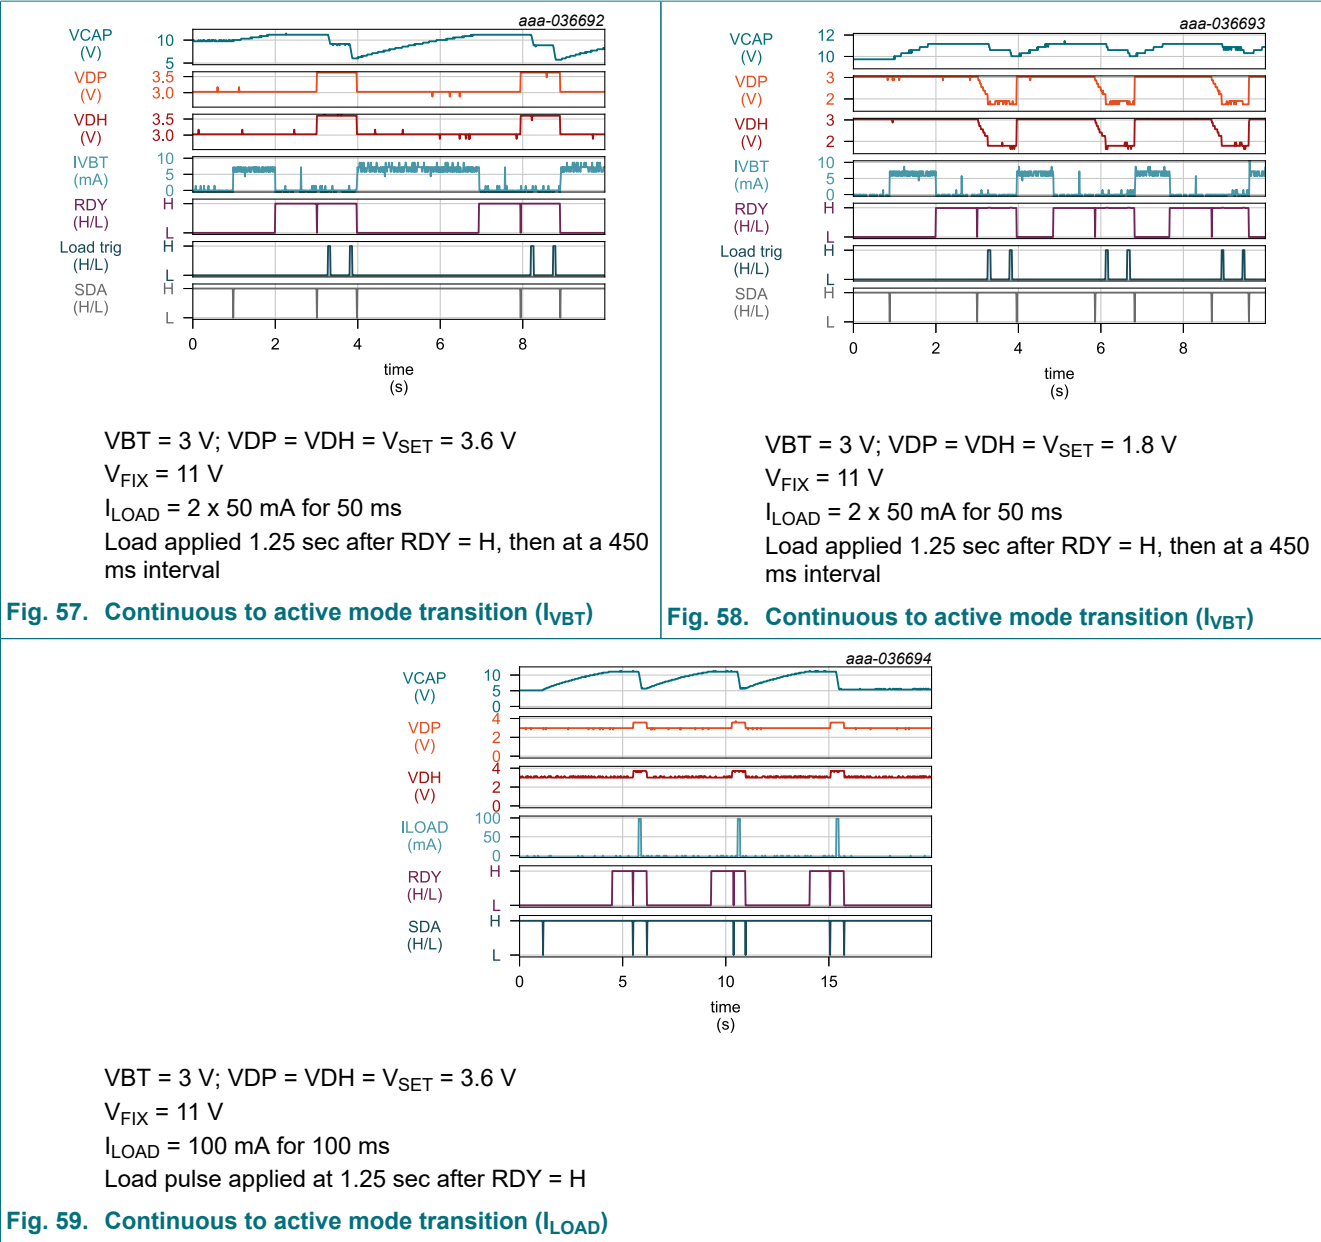 aaa-036692
VCAP
(V)
10
5
VDP
(V)
3.5
3.0
VDH
(V)
3.5
3.0
IVBT
(mA)
10
5
0
RDY
(H/L)
H
L
Load trig
(H/L)
H
L
SDA
(H/L)
H
L
0 2 4 6 8
time
(s)
VBT = 3 V; VDP = VDH = VSET = 3.6 V
VFIX = 11 V
ILOAD = 2 x 50 mA for 50 ms
Load applied 1.25 sec after RDY = H, then at a 450
ms interval
Fig. 57. Continuous to active mode transition (IVBT)
aaa-036693
VCAP
(V)
12
10
VDP
(V)
3
2
VDH
(V)
3
2
IVBT
(mA)
10
5
0
RDY
(H/L)
H
L
Load trig
(H/L)
H
L
SDA
(H/L)
H
L
0 2 4 6 8
time
(s)
VBT = 3 V; VDP = VDH = VSET = 1.8 V
VFIX = 11 V
ILOAD = 2 x 50 mA for 50 ms
Load applied 1.25 sec after RDY = H, then at a 450
ms interval
Fig. 58. Continuous to active mode transition (IVBT)
aaa-036694
VCAP
(V)
10
5
0
VDP
(V)
4
2
0
VDH
(V)
4
2
0
ILOAD
(mA)
100
50
0
RDY
(H/L)
H
L
SDA
(H/L)
H
L
0 5 10 15
time
(s)
VBT = 3 V; VDP = VDH = VSET = 3.6 V
VFIX = 11 V
ILOAD = 100 mA for 100 ms
Load pulse applied at 1.25 sec after RDY = H
Fig. 59. Continuous to active mode transition (ILOAD)